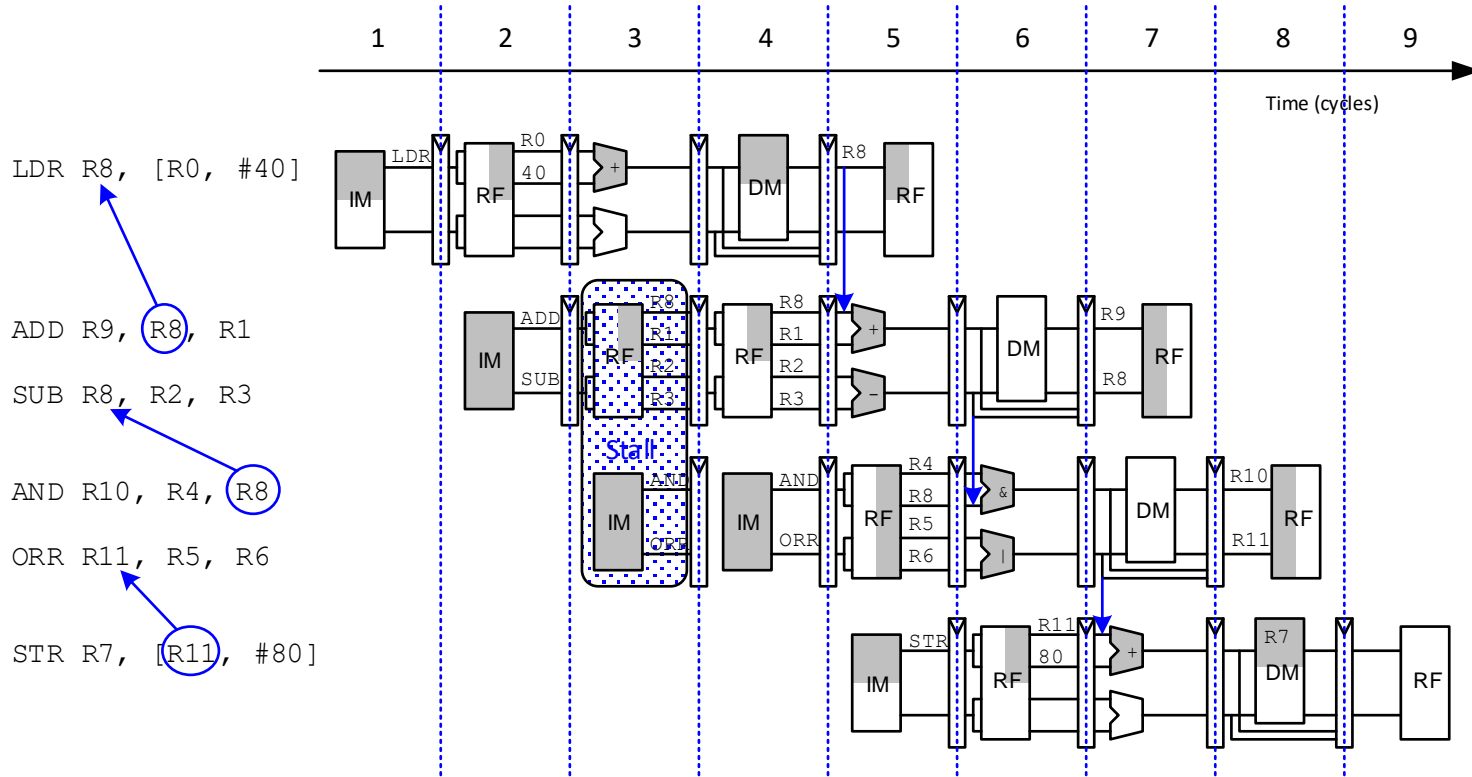 1 2 3 4 5 6 7 8 9
Time (cycles)
LDR R8, [R0, #40]
IM LDR RF R0 40 + DM R8 RF
ADD R9, R8, R1
SUB R8, R2, R3
IM ADD SUB RF R8 R1 R2 R3 RF R8 R1 R2 R3 + - DM R9 R8 RF
Stall
AND R10, R4, R8
ORR R11, R5, R6
IM AND ORR IM AND ORR RF R4 R8 R5 R6 & | DM R10 R11 RF
STR R7, [R11, #80]
IM STR RF R11 80 + R7 DM RF